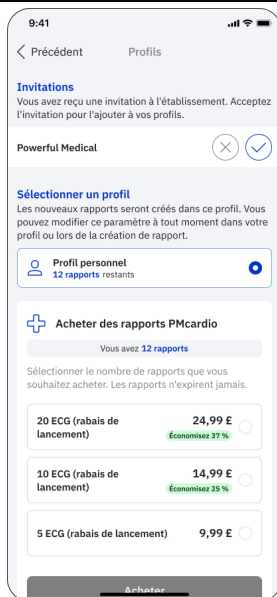 9:41
Précédent
Profils
Invitations
Vous avez reçu une invitation à l'établissement. Acceptez
l'invitation pour l'ajouter à vos profils.
Powerful Medical
Sélectionner un profil
Les nouveaux rapports seront créés dans ce profil. Vous
pouvez modifier ce paramètre à tout moment dans votre
profil ou lors de la création de rapport.
Profil personnel
12 rapports restants
Acheter des rapports PMcardio
Vous avez 12 rapports
Sélectionner le nombre de rapports que vous
souhaitez acheter. Les rapports n'expirent jamais.
20 ECG (rabais de
lancement)
24,99 £
Économisez 37 %
10 ECG (rabais de
lancement)
14,99 £
Économisez 25 %
5 ECG (rabais de lancement)
9,99 £
Acheter